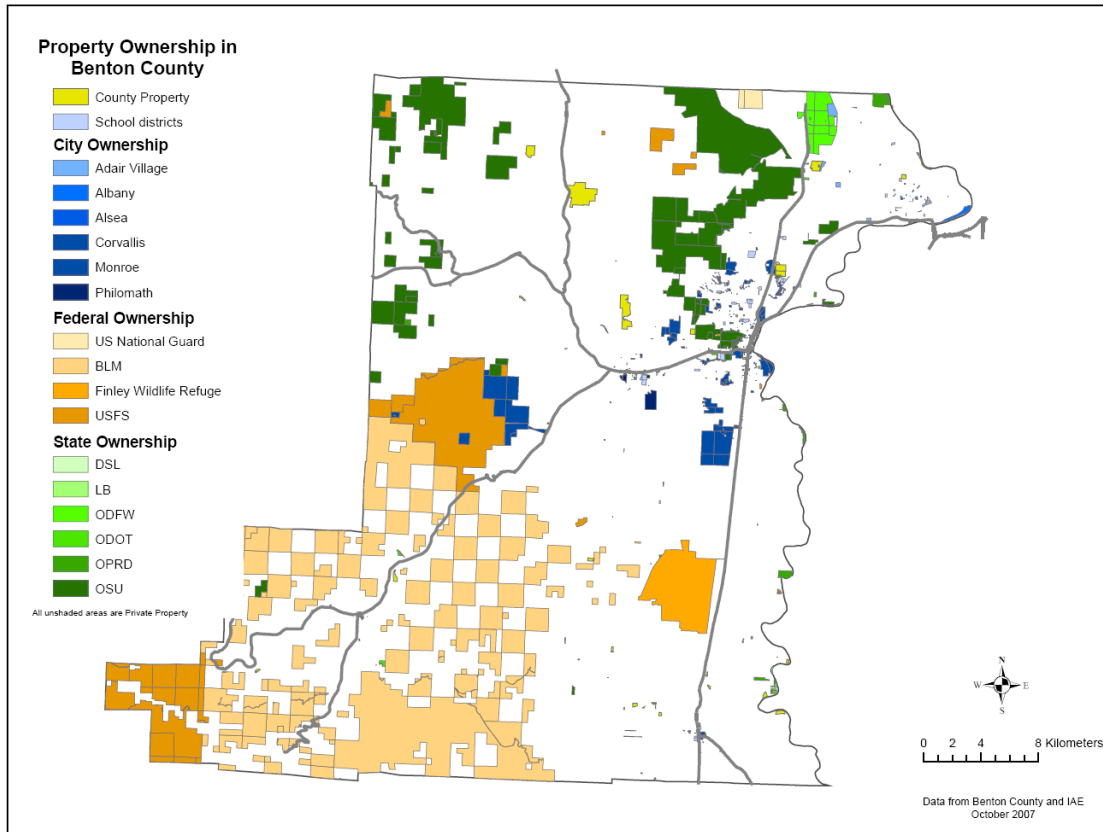 Property Ownership in
Benton County
County Property
School districts
City Ownership
Adair Village
Albany
Alsea
Corvallis
Monroe
Philomath
Federal Ownership
US National Guard
BLM
Finley Wildlife Refuge
USFS
State Ownership
DSL
LB
ODFW
ODOT
OPRD
OSU
All unshaded areas are Private Property
N
W E
S
0 2 4 8 Kilometers
Data from Benton County and IAE
October 2007